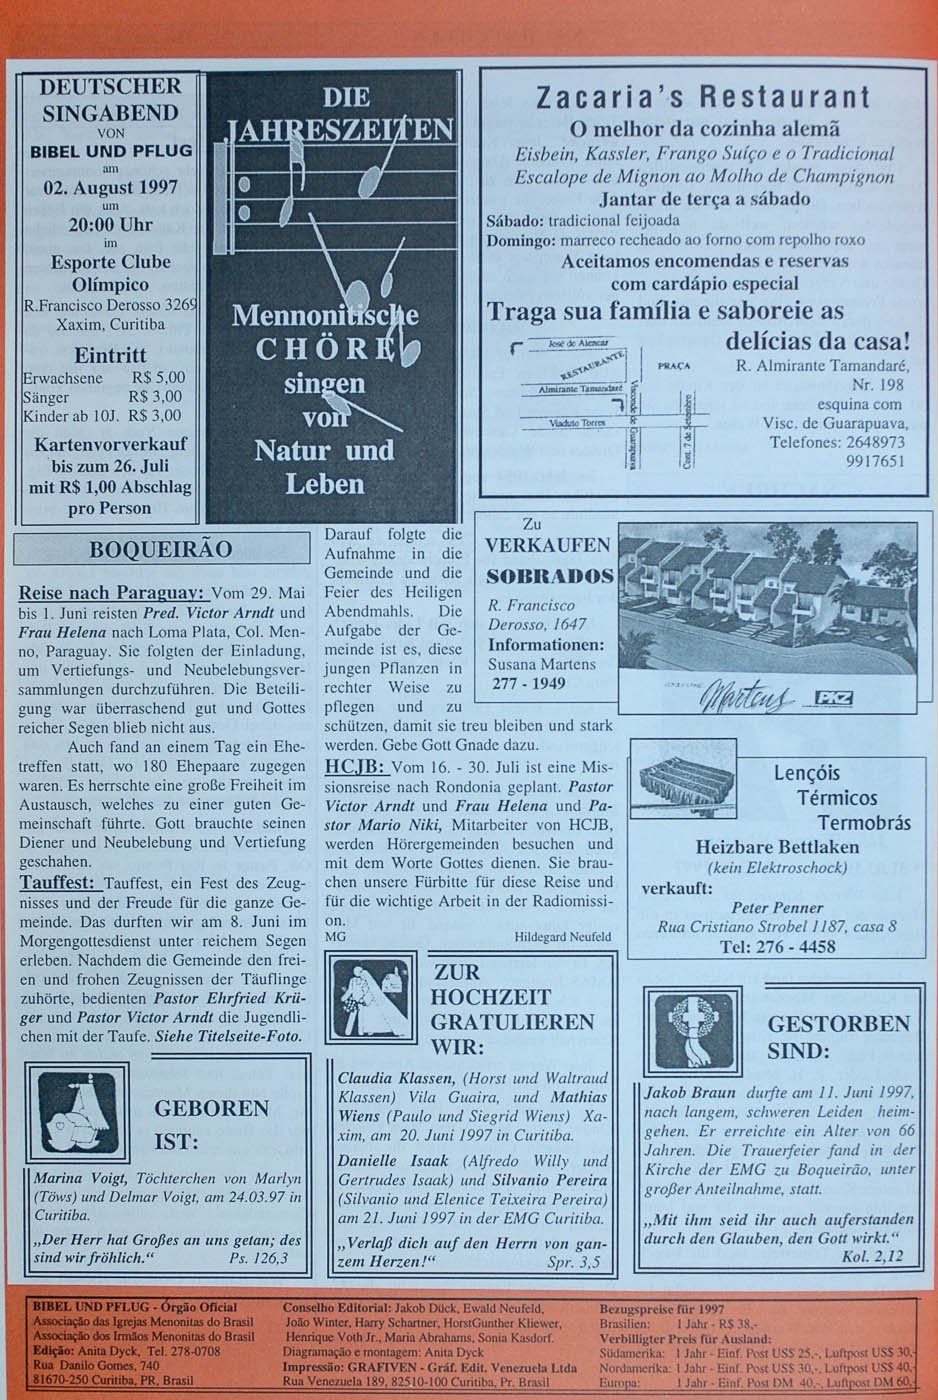 DEUTSCHER
SINGABEND
VON
BIBEL UND PFLUG
am
02. August 1997
um
20:00 Uhr
im
Esporte Clube
Olímpico
R.Francisco Derosso 3269
Xaxim, Curitiba
Eintritt
Erwachsene R$ 5,00
Sänger R$ 3,00
Kinder ab 10J. R$ 3,00
Kartenvorverkauf
bis zum 26. Juli
mit R$ 1,00 Abschlag
pro Person
DIE
JAHRESZEITEN
Mennonitische
CHÖRE
singen
von
Natur und
Leben
Zacaria's Restaurant
O melhor da cozinha alemã
Eisbein, Kassler, Frango Suíço e o Tradicional
Escalope de Mignon ao Molho de Champignon
Jantar de terça a sábado
Sábado: tradicional feijoada
Domingo: marreco recheado ao forno com repolho roxo
Aceitamos encomendas e reservas
com cardápio especial
Traga sua família e saboreie as
delícias da casa!
José de Alencar
RESTAURANTE
PRAÇA
Almirante Tamandaré
Viaduto Torres
Visconde de Guarapuava
Cont. 7 de Setembro
R. Almirante Tamandaré,
Nr. 198
esquina com
Visc. de Guarapuava,
Telefones: 2648973
9917651
BOQUEIRÃO
Reise nach Paraguay: Vom 29. Mai
bis 1. Juni reisten Pred. Victor Arndt und
Frau Helena nach Loma Plata, Col. Men-
no, Paraguay. Sie folgten der Einladung,
um Vertiefungs- und Neubelebungsver-
sammlungen durchzuführen. Die Beteili-
gung war überraschend gut und Gottes
reicher Segen blieb nicht aus.
Auch fand an einem Tag ein Ehe-
treffen statt, wo 180 Ehepaare zugegen
waren. Es herrschte eine große Freiheit im
Austausch, welches zu einer guten Ge-
meinschaft führte. Gott brauchte seinen
Diener und Neubelebung und Vertiefung
geschahen.
Tauffest: Tauffest, ein Fest des Zeug-
nisses und der Freude für die ganze Ge-
meinde. Das durften wir am 8. Juni im
Morgengottesdienst unter reichem Segen
erleben. Nachdem die Gemeinde den frei-
en und frohen Zeugnissen der Täuflinge
zuhörte, bedienten Pastor Ehrfried Krü-
ger und Pastor Victor Arndt die Jugendli-
chen mit der Taufe. Siehe Titelseite-Foto.
Darauf folgte die
Aufnahme in die
Gemeinde und die
Feier des Heiligen
Abendmahls. Die
Aufgabe der Ge-
meinde ist es, diese
jungen Pflanzen in
rechter Weise zu
pflegen und zu
schützen, damit sie treu bleiben und stark
werden. Gebe Gott Gnade dazu.
HCJB: Vom 16. - 30. Juli ist eine Mis-
sionsreise nach Rondonia geplant. Pastor
Victor Arndt und Frau Helena und Pa-
stor Mario Niki, Mitarbeiter von HCJB,
werden Hörergemeinden besuchen und
mit dem Worte Gottes dienen. Sie brau-
chen unsere Fürbitte für diese Reise und
für die wichtige Arbeit in der Radiomissi-
on.
MG Hildegard Neufeld
Zu
VERKAUFEN
SOBRADOS
R. Francisco
Derosso, 1647
Informationen:
Susana Martens
277 - 1949
Martens PKZ
Lençóis
Térmicos
Termobrás
Heizbare Bettlaken
(kein Elektroschock)
verkauft:
Peter Penner
Rua Cristiano Strobel 1187, casa 8
Tel: 276 - 4458
GEBOREN
IST:
Marina Voigt, Töchterchen von Marlyn
(Töws) und Delmar Voigt, am 24.03.97 in
Curitiba.
„Der Herr hat Großes an uns getan; des
sind wir fröhlich.“ Ps. 126,3
ZUR
HOCHZEIT
GRATULIEREN
WIR:
Claudia Klassen, (Horst und Waltraud
Klassen) Vila Guaira, und Mathias
Wiens (Paulo und Siegrid Wiens) Xa-
xim, am 20. Juni 1997 in Curitiba.
Danielle Isaak (Alfredo Willy und
Gertrudes Isaak) und Silvanio Pereira
(Silvanio und Elenice Teixeira Pereira)
am 21. Juni 1997 in der EMG Curitiba.
„Verlaß dich auf den Herrn von gan-
zem Herzen!“ Spr. 3,5
GESTORBEN
SIND:
Jakob Braun durfte am 11. Juni 1997,
nach langem, schweren Leiden heim-
gehen. Er erreichte ein Alter von 66
Jahren. Die Trauerfeier fand in der
Kirche der EMG zu Boqueirão, unter
großer Anteilnahme, statt.
„Mit ihm seid ihr auch auferstanden
durch den Glauben, den Gott wirkt.“
Kol. 2,12
BIBEL UND PFLUG - Órgão Oficial
Associação das Igrejas Menonitas do Brasil
Associação dos Irmãos Menonitas do Brasil
Edição: Anita Dyck, Tel. 278-0708
Rua Danilo Gomes, 740
81670-250 Curitiba, PR, Brasil
Conselho Editorial: Jakob Dück, Ewald Neufeld,
João Winter, Harry Schartner, HorstGunther Kliewer,
Henrique Voth Jr., Maria Abrahams, Sonia Kasdorf.
Diagramação e montagem: Anita Dyck
Impressão: GRAFIVEN - Gráf. Edit. Venezuela Ltda
Rua Venezuela 189, 82510-100 Curitiba, Pr. Brasil
Bezugspreise für 1997
Brasilien: 1 Jahr - R$ 38,-
Verbilligter Preis für Ausland:
Südamerika: 1 Jahr - Einf. Post US$ 25,-, Luftpost US$ 30,-
Nordamerika: 1 Jahr - Einf. Post US$ 30,-, Luftpost US$ 40,-
Europa: 1 Jahr - Einf. Post DM 40,-, Luftpost DM 60,-